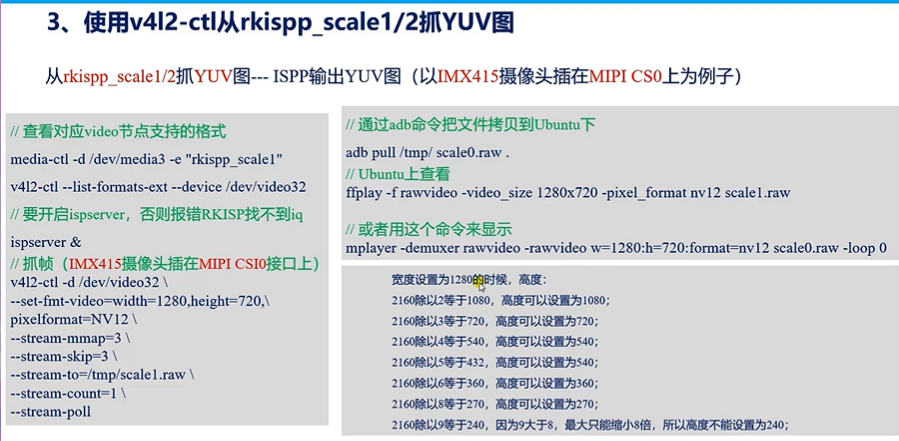 3、使用v4l2-ctl从rkispp_scale1/2抓YUV图
从rkispp_scale1/2抓YUV图--- ISPP输出YUV图（以IMX415摄像头插在MIPI CS0上为例子）
// 查看对应video节点支持的格式
media-ctl -d /dev/media3 -e "rkispp_scale1"
v4l2-ctl --list-formats-ext --device /dev/video32
// 要开启ispserver，否则报错RKISP找不到iq
ispserver &
// 抓帧（IMX415摄像头插在MIPI CSI0接口上）
v4l2-ctl -d /dev/video32 \
--set-fmt-video=width=1280,height=720,\
pixelformat=NV12 \
--stream-mmap=3 \
--stream-skip=3 \
--stream-to=/tmp/scale1.raw \
--stream-count=1 \
--stream-poll
// 通过adb命令把文件拷贝到Ubuntu下
adb pull /tmp/ scale0.raw .
// Ubuntu上查看
ffplay -f rawvideo -video_size 1280x720 -pixel_format nv12 scale1.raw
// 或者用这个命令来显示
mplayer -demuxer rawvideo -rawvideo w=1280:h=720:format=nv12 scale0.raw -loop 0
宽度设置为1280的时候，高度：
2160除以2等于1080，高度可以设置为1080；
2160除以3等于720，高度可以设置为720；
2160除以4等于540，高度可以设置为540；
2160除以5等于432，高度可以设置为540；
2160除以6等于360，高度可以设置为360；
2160除以8等于270，高度可以设置为270；
2160除以9等于240，因为9大于8，最大只能缩小8倍，所以高度不能设置为240；